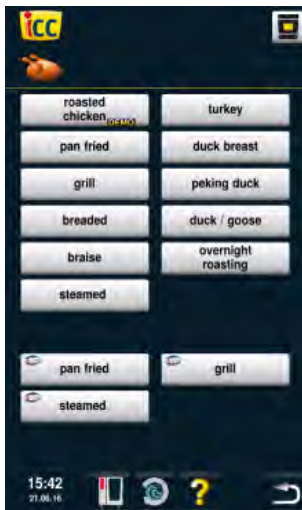 icc
roasted
chicken DEMO
turkey
pan fried
duck breast
grill
peking duck
breaded
duck / goose
braise
overnight
roasting
steamed
pan fried
grill
steamed
15:42
21.06.16
?